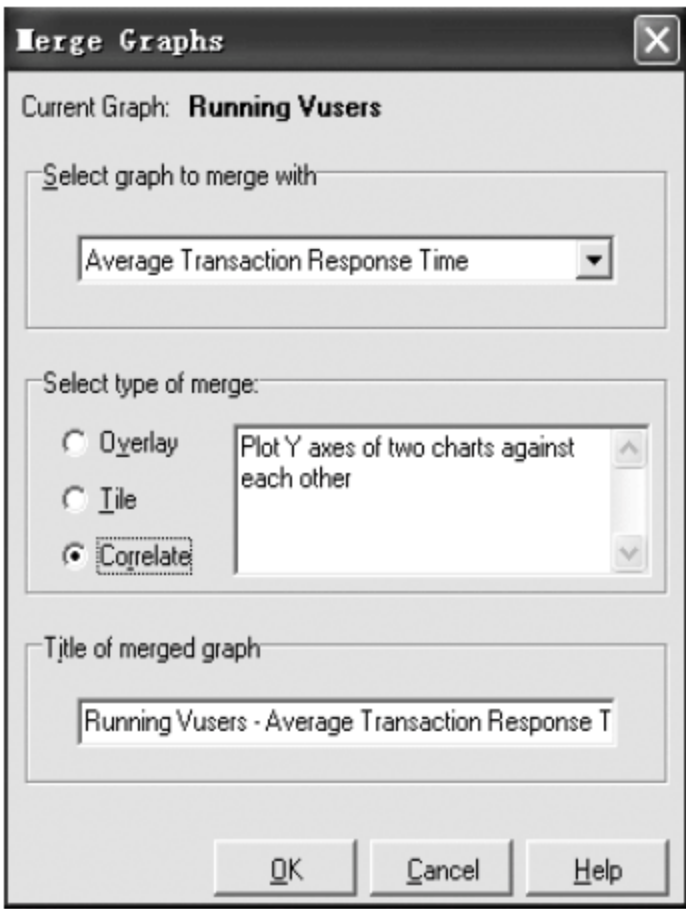 Merge Graphs
Current Graph: Running Vusers
Select graph to merge with
Average Transaction Response Time
Select type of merge:
Overlay
Tile
Correlate
Plot Y axes of two charts against
each other
Title of merged graph
Running Vusers - Average Transaction Response T
OK
Cancel
Help